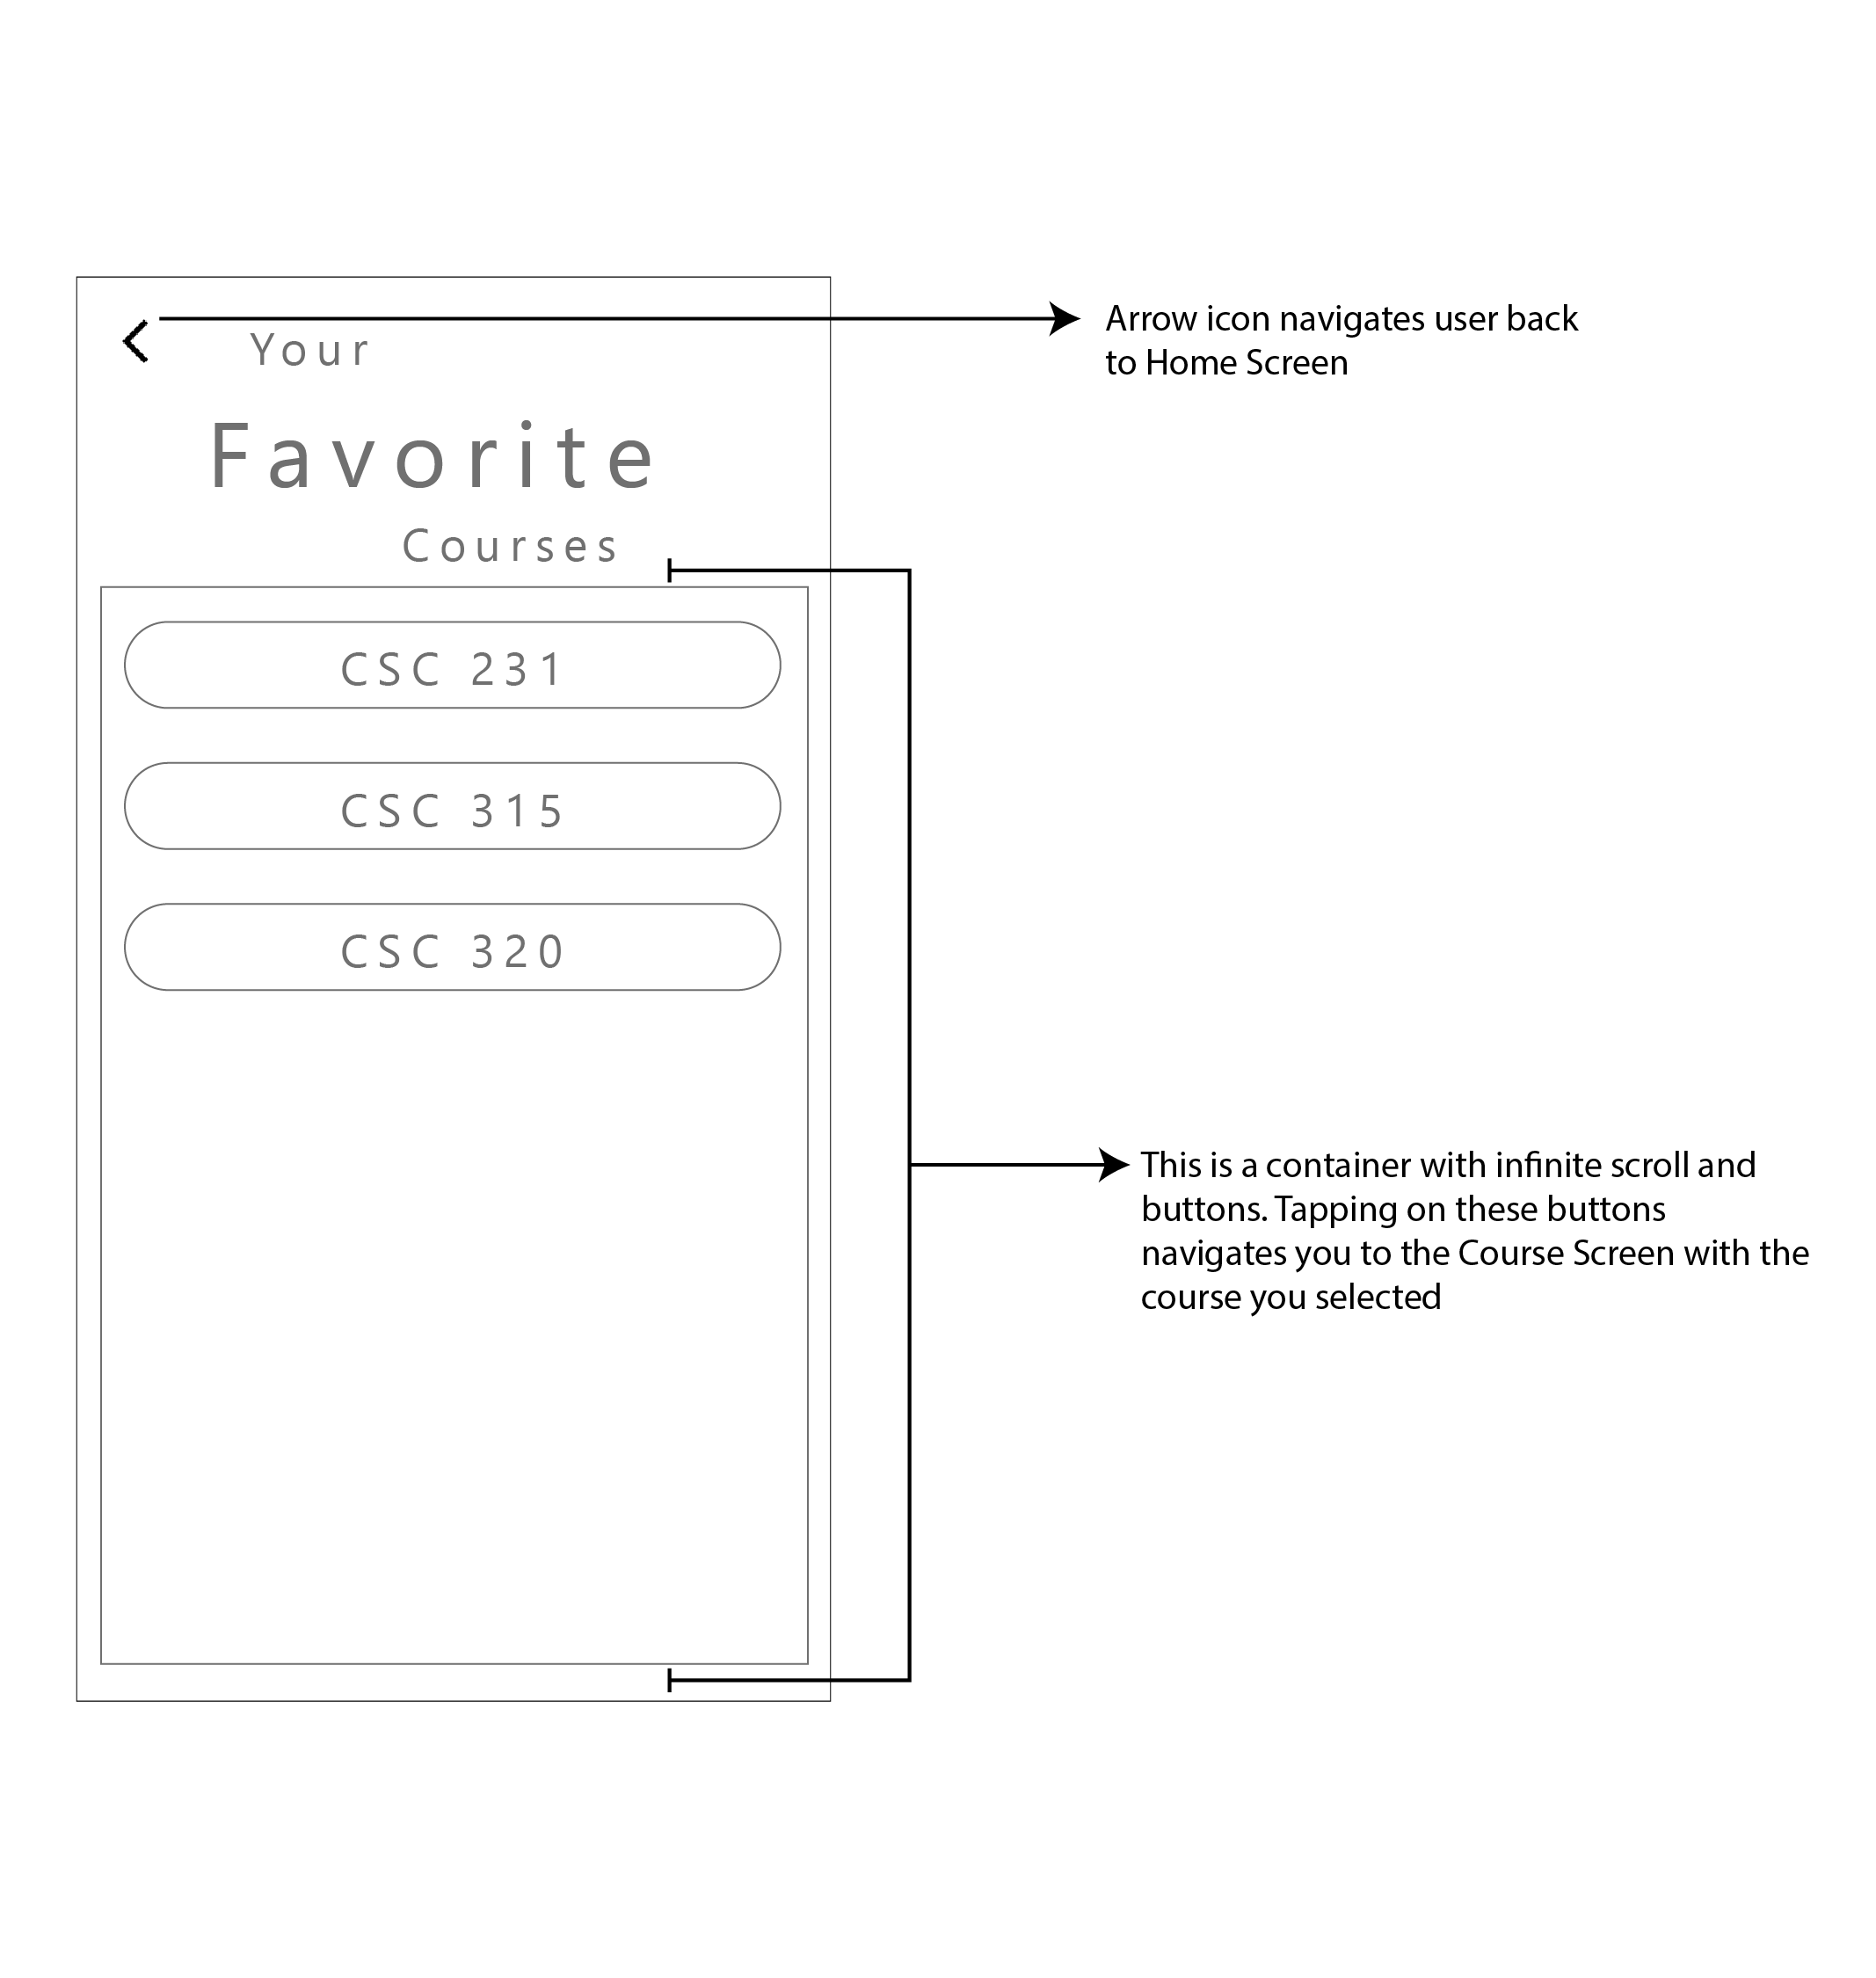 Your
Favorite
Courses
CSC 231
CSC 315
CSC 320
Arrow icon navigates user back
to Home Screen
This is a container with infinite scroll and
buttons. Tapping on these buttons
navigates you to the Course Screen with the
course you selected